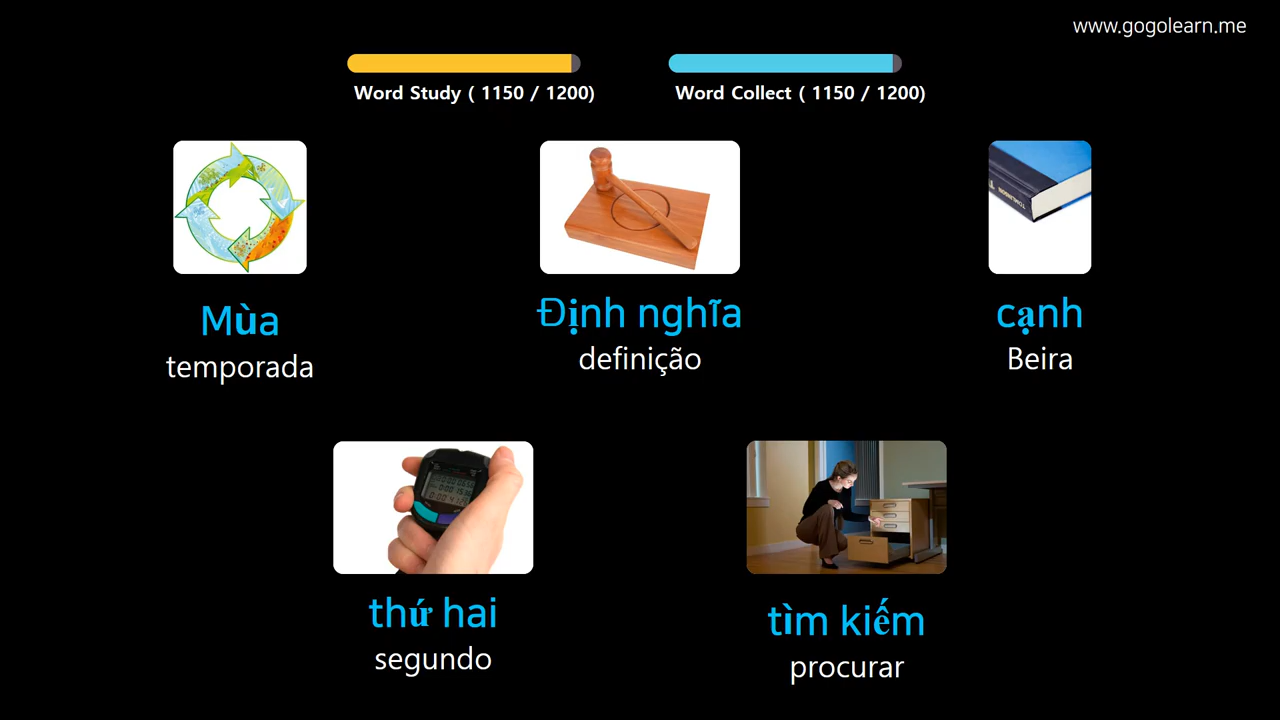 www.gogolearn.me
Word Study ( 1150 / 1200)
Word Collect ( 1150 / 1200)
Mùa
temporada
Định nghĩa
definição
cạnh
Beira
thứ hai
segundo
tìm kiếm
procurar